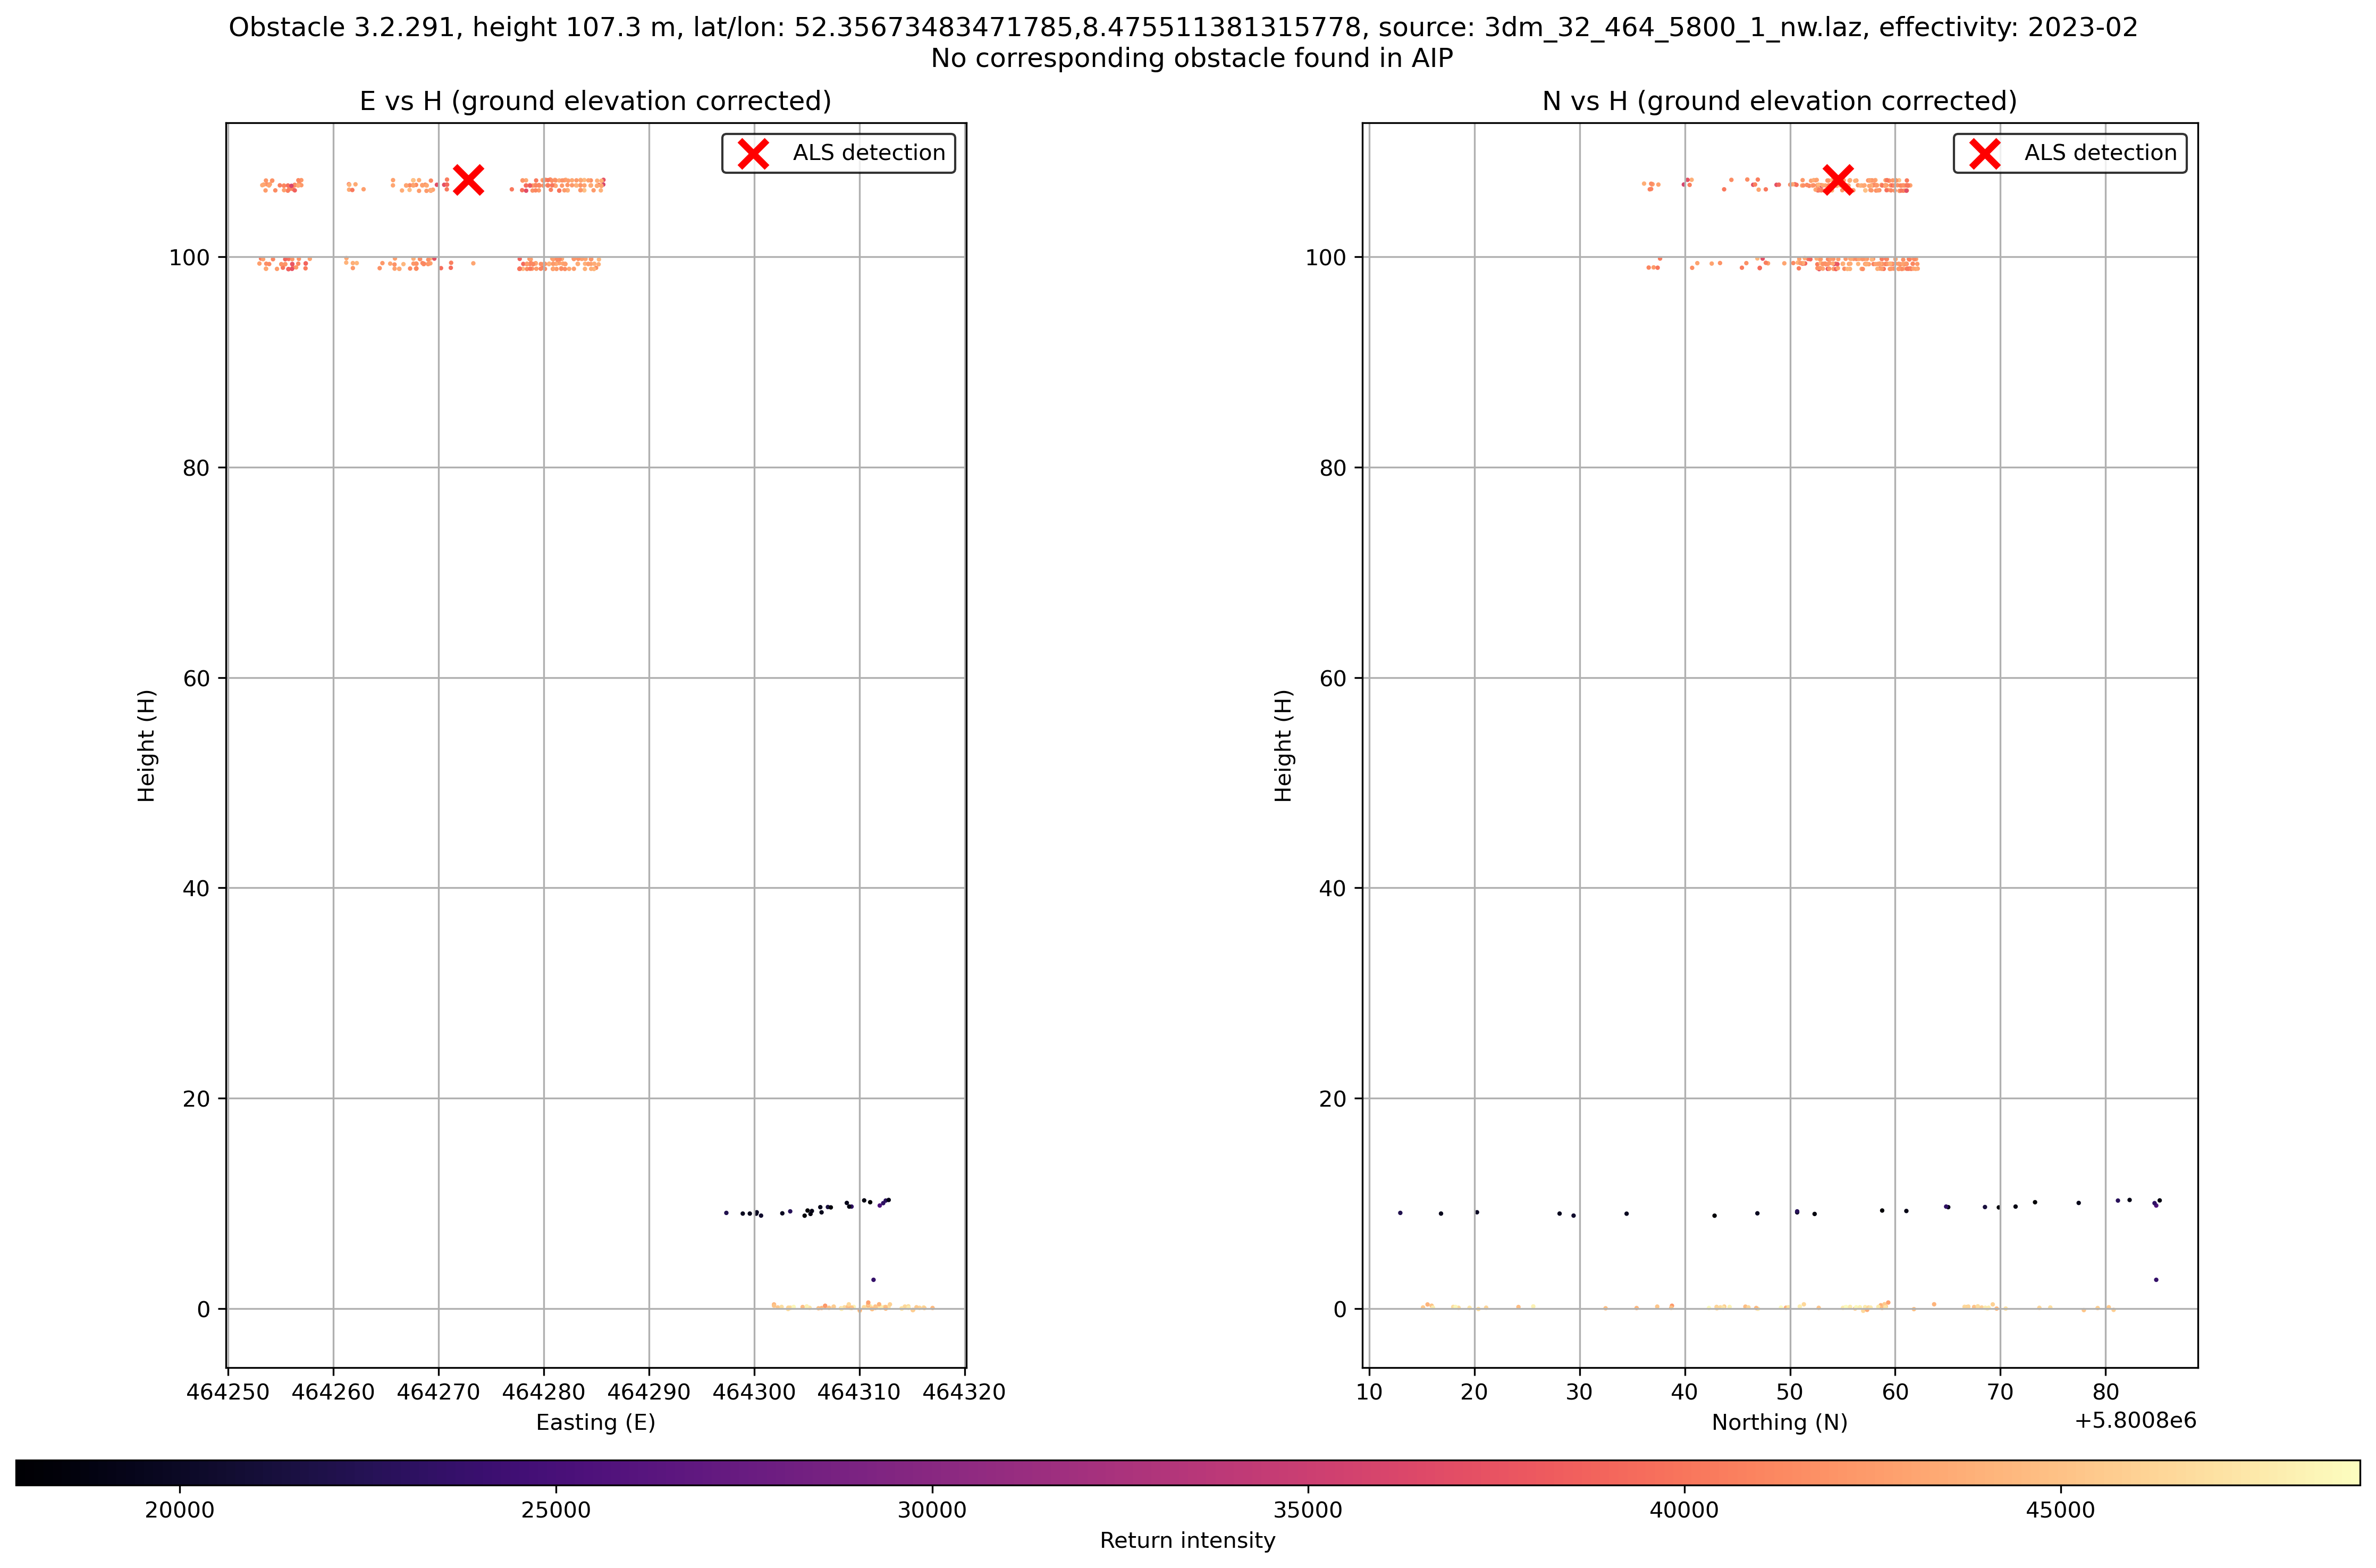 Obstacle 3.2.291, height 107.3 m, lat/lon: 52.35673483471785,8.475511381315778, source: 3dm_32_464_5800_1_nw.laz, effectivity: 2023-02
No corresponding obstacle found in AIP
E vs H (ground elevation corrected)
ALS detection
100
80
60
40
20
0
Height (H)
464250 464260 464270 464280 464290 464300 464310 464320
Easting (E)
N vs H (ground elevation corrected)
ALS detection
100
80
60
40
20
0
Height (H)
10 20 30 40 50 60 70 80
+5.8008e6
Northing (N)
20000 25000 30000 35000 40000 45000
Return intensity